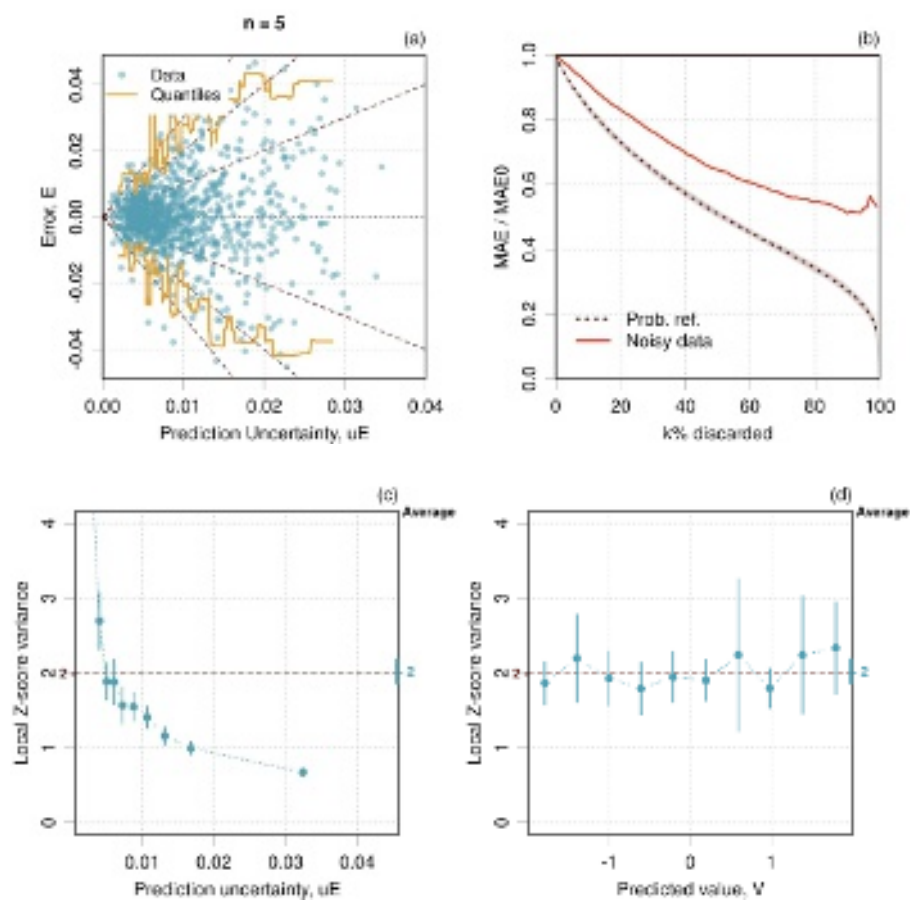 n = 5
(a)
Data
Quantiles
Error, E
0.04
0.02
0.00
-0.02
-0.04
0.00 0.01 0.02 0.03 0.04
Prediction Uncertainty, uE
(b)
MAE / MAE0
1.0
0.8
0.6
0.4
0.2
0.0
Prob. ref.
Noisy data
0 20 40 60 80 100
k% discarded
(c)
Average
Local Z-score variance
4
3
2
1
0
2
2
0.01 0.02 0.03 0.04
Prediction uncertainty, uE
(d)
Average
Local Z-score variance
4
3
2
1
0
2
2
-1 0 1
Predicted value, V